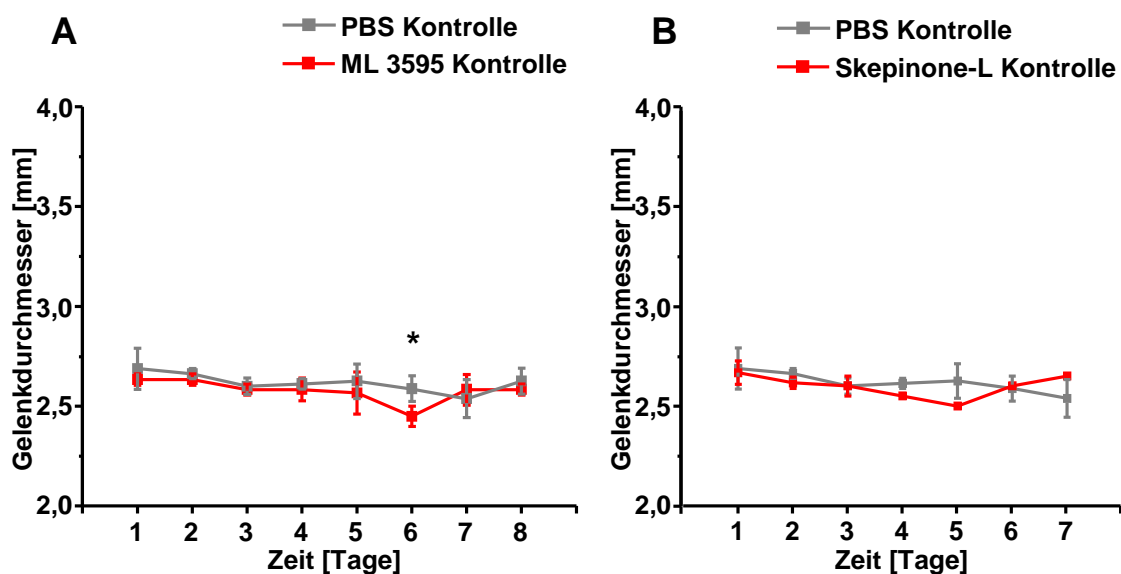 A
PBS Kontrolle
ML 3595 Kontrolle
4,0
3,5
3,0
2,5
2,0
Gelenkdurchmesser [mm]
*
1 2 3 4 5 6 7 8
Zeit [Tage]
B
PBS Kontrolle
Skepinone-L Kontrolle
4,0
3,5
3,0
2,5
2,0
Gelenkdurchmesser [mm]
1 2 3 4 5 6 7
Zeit [Tage]